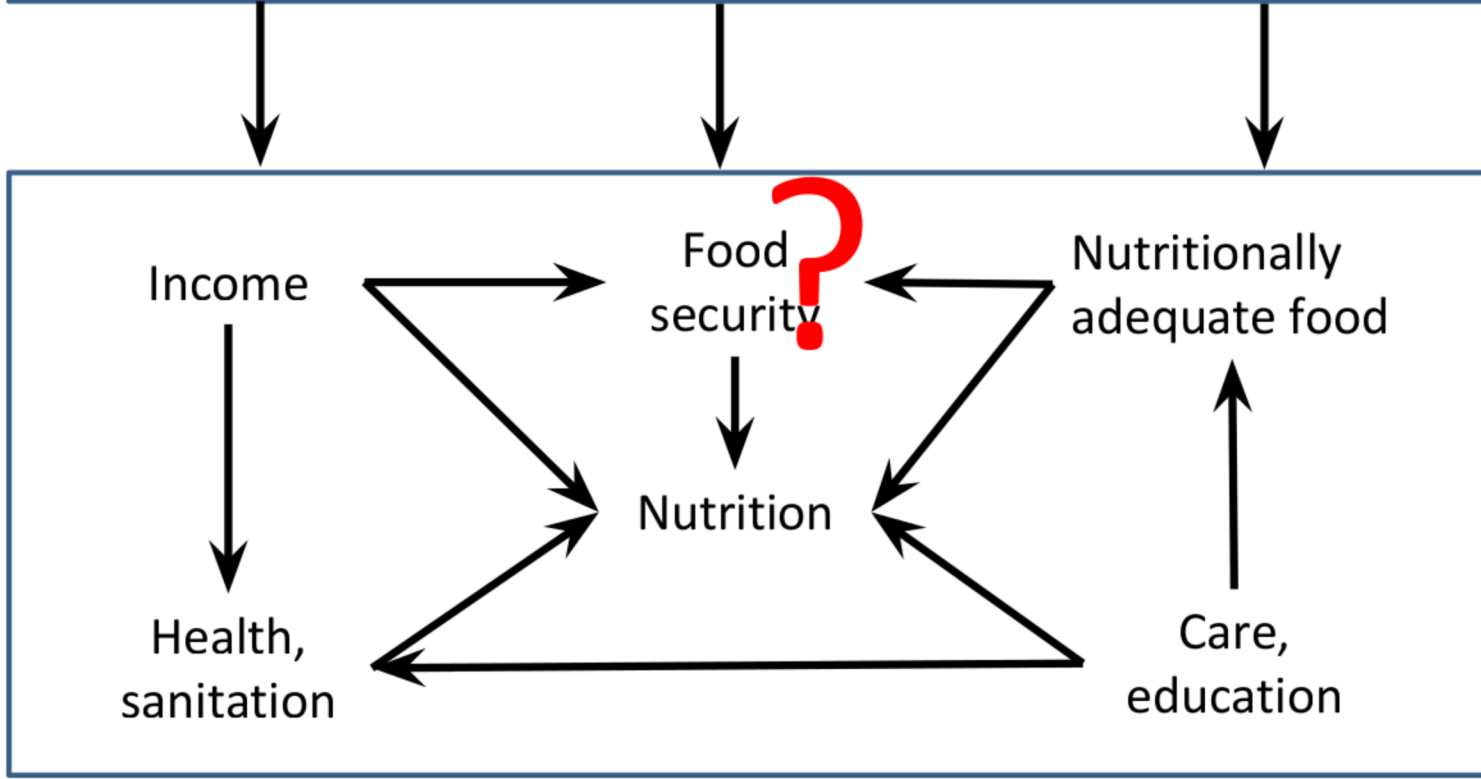 Income
Food
security
?
Nutritionally
adequate food
Nutrition
Health,
sanitation
Care,
education